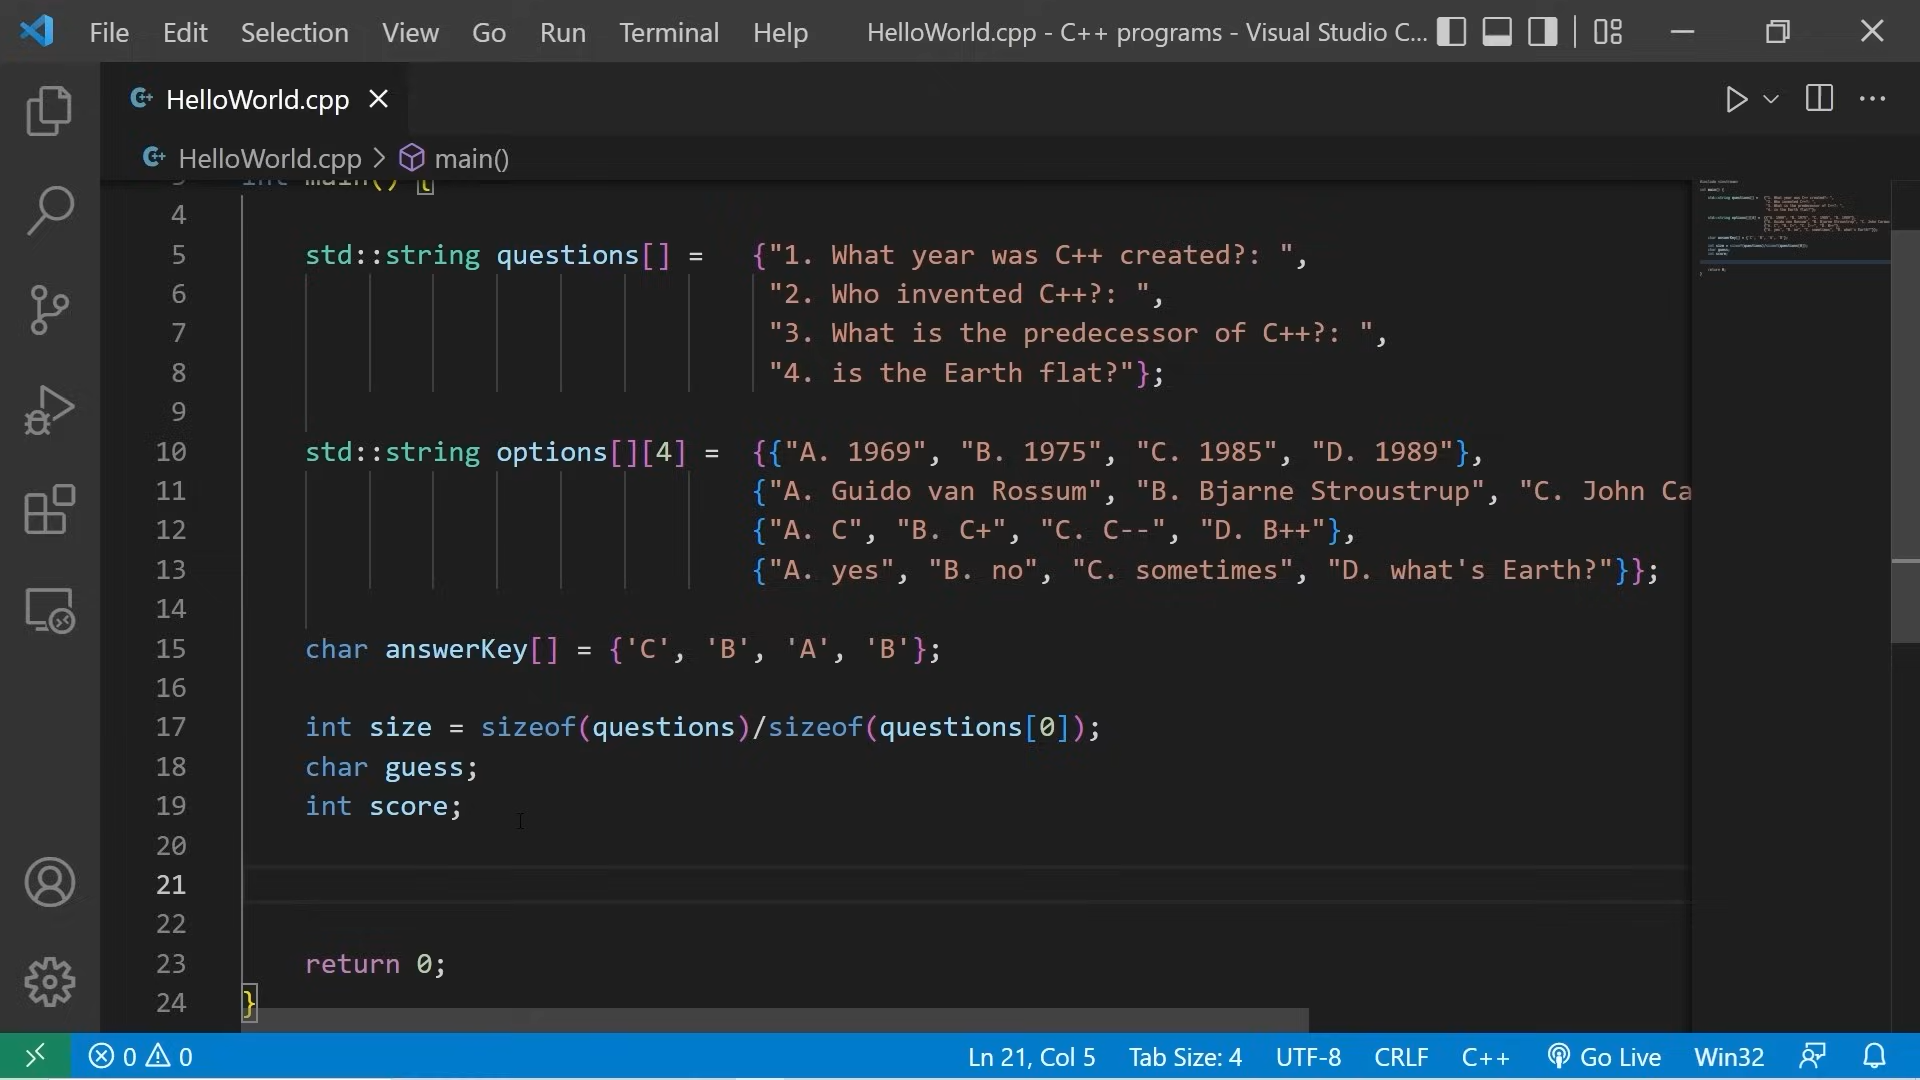 File Edit Selection View Go Run Terminal Help HelloWorld.cpp - C++ programs - Visual Studio C...
HelloWorld.cpp
HelloWorld.cpp > main()
3 int main() {
4
5 std::string questions[] = {"1. What year was C++ created?: ",
6 "2. Who invented C++?: ",
7 "3. What is the predecessor of C++?: ",
8 "4. is the Earth flat?"};
9
10 std::string options[][4] = {{"A. 1969", "B. 1975", "C. 1985", "D. 1989"},
11 {"A. Guido van Rossum", "B. Bjarne Stroustrup", "C. John Ca
12 {"A. C", "B. C+", "C. C--", "D. B++"},
13 {"A. yes", "B. no", "C. sometimes", "D. what's Earth?"}};
14
15 char answerKey[] = {'C', 'B', 'A', 'B'};
16
17 int size = sizeof(questions)/sizeof(questions[0]);
18 char guess;
19 int score;
20
21
22
23 return 0;
24 }
0 0 Ln 21, Col 5 Tab Size: 4 UTF-8 CRLF C++ Go Live Win32